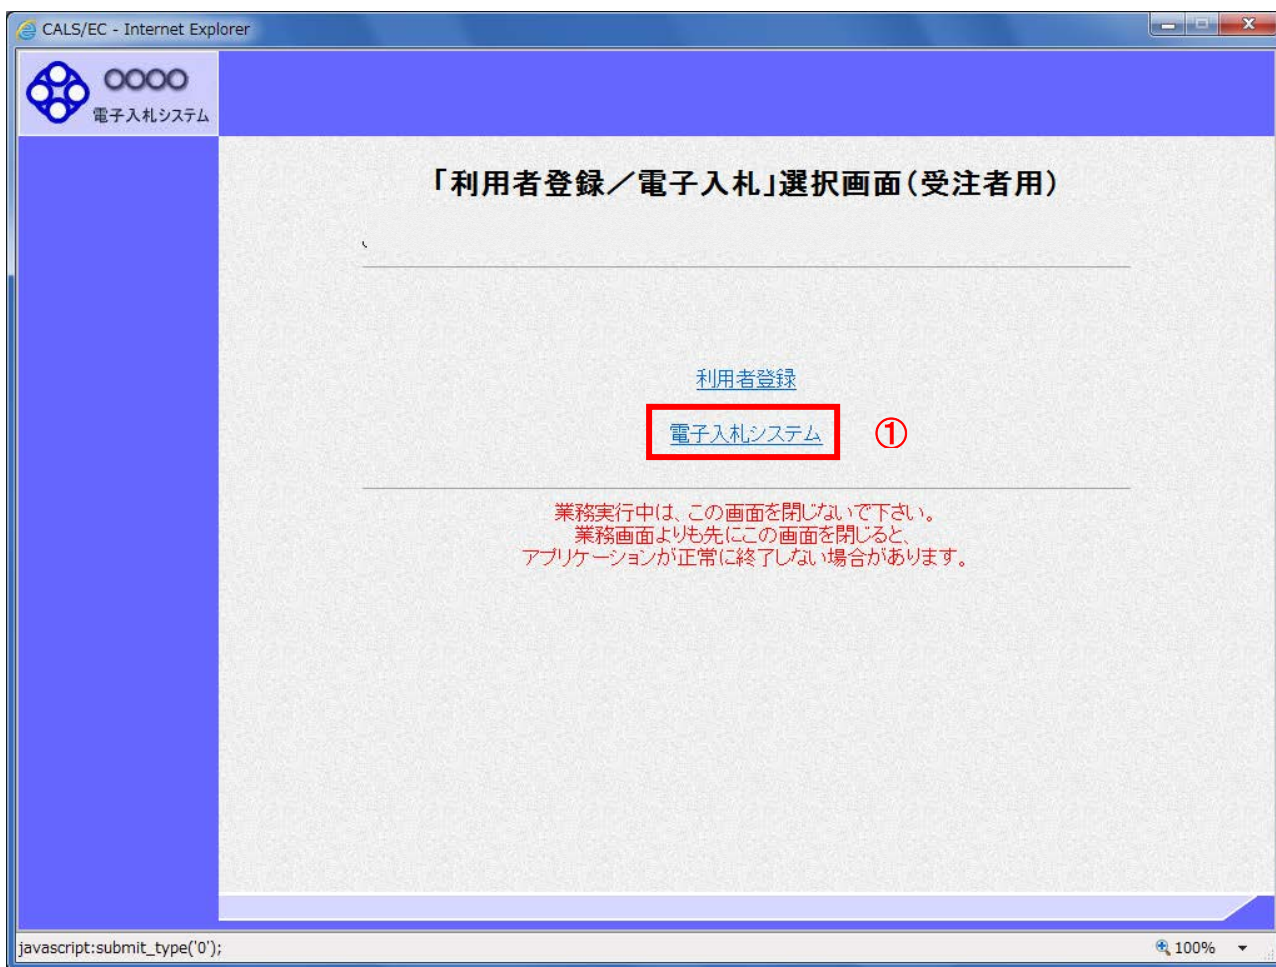 CALS/EC - Internet Explorer
○○○○
電子入札システム
「利用者登録／電子入札」選択画面（受注者用）
利用者登録
電子入札システム ①
業務実行中は、この画面を閉じないで下さい。
業務画面よりも先にこの画面を閉じると、
アプリケーションが正常に終了しない場合があります。
javascript:submit_type('0');
100%